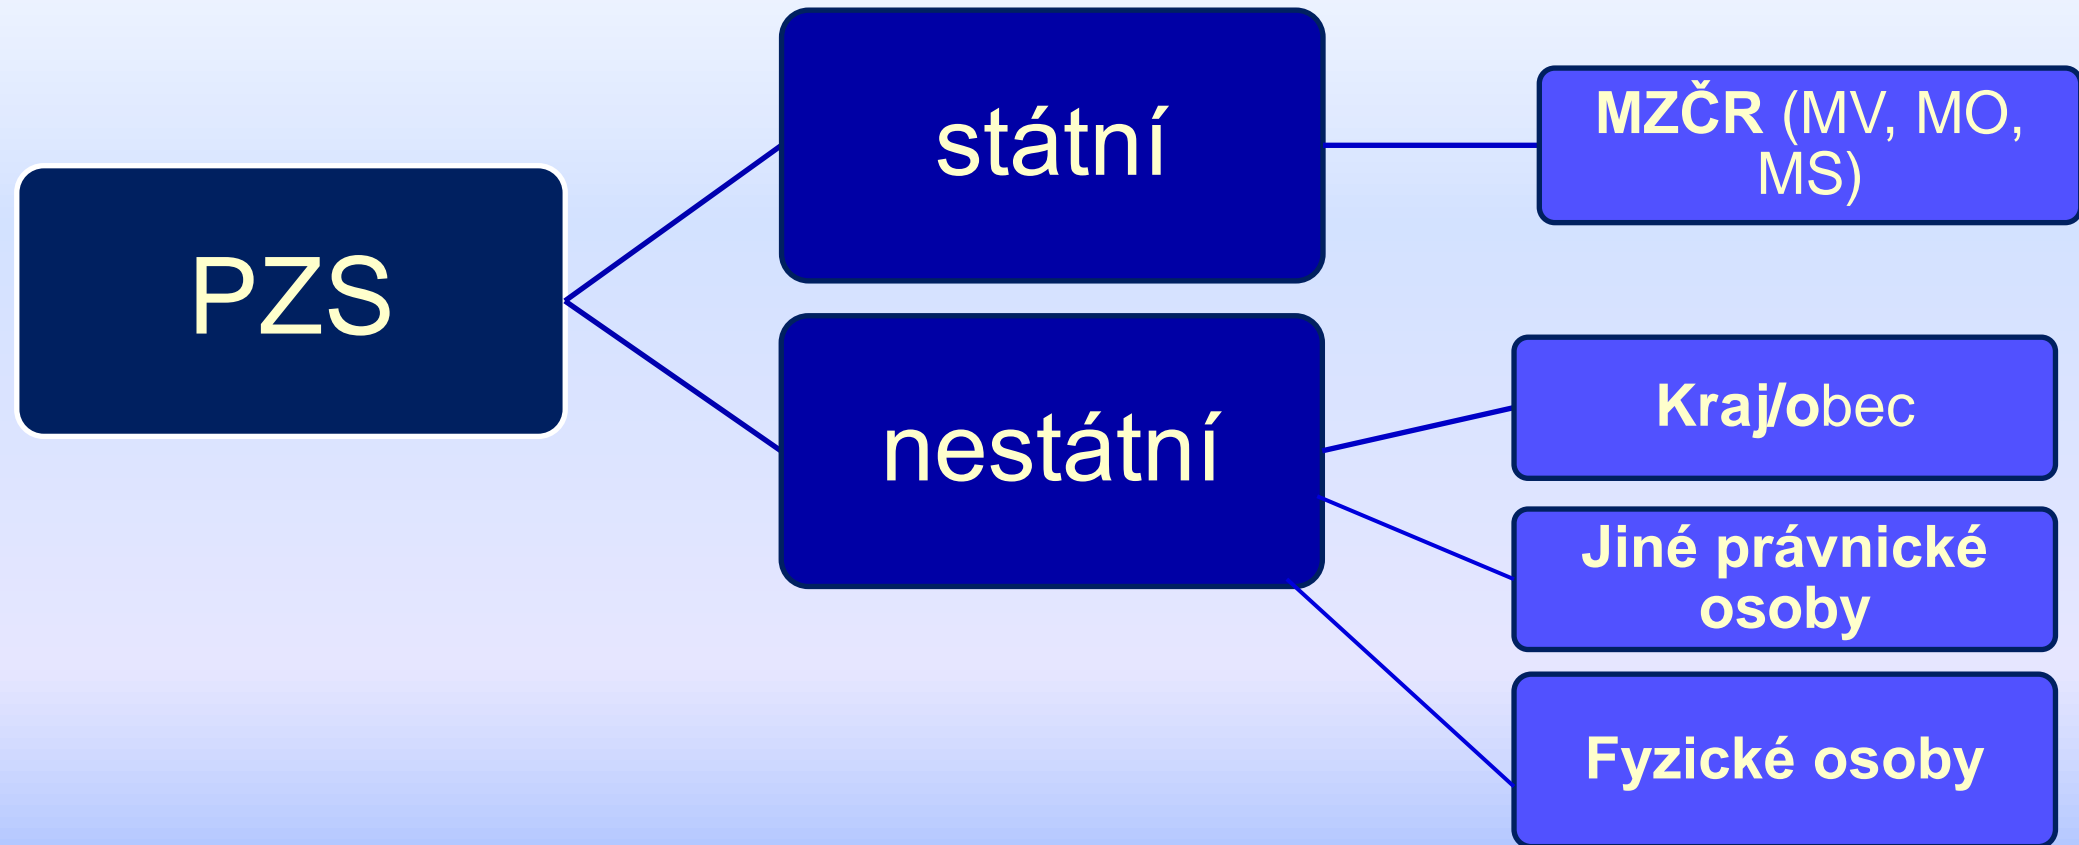 PZS
státní
MZČR (MV, MO,
MS)
nestátní
Kraj/obec
Jiné právnické
osoby
Fyzické osoby